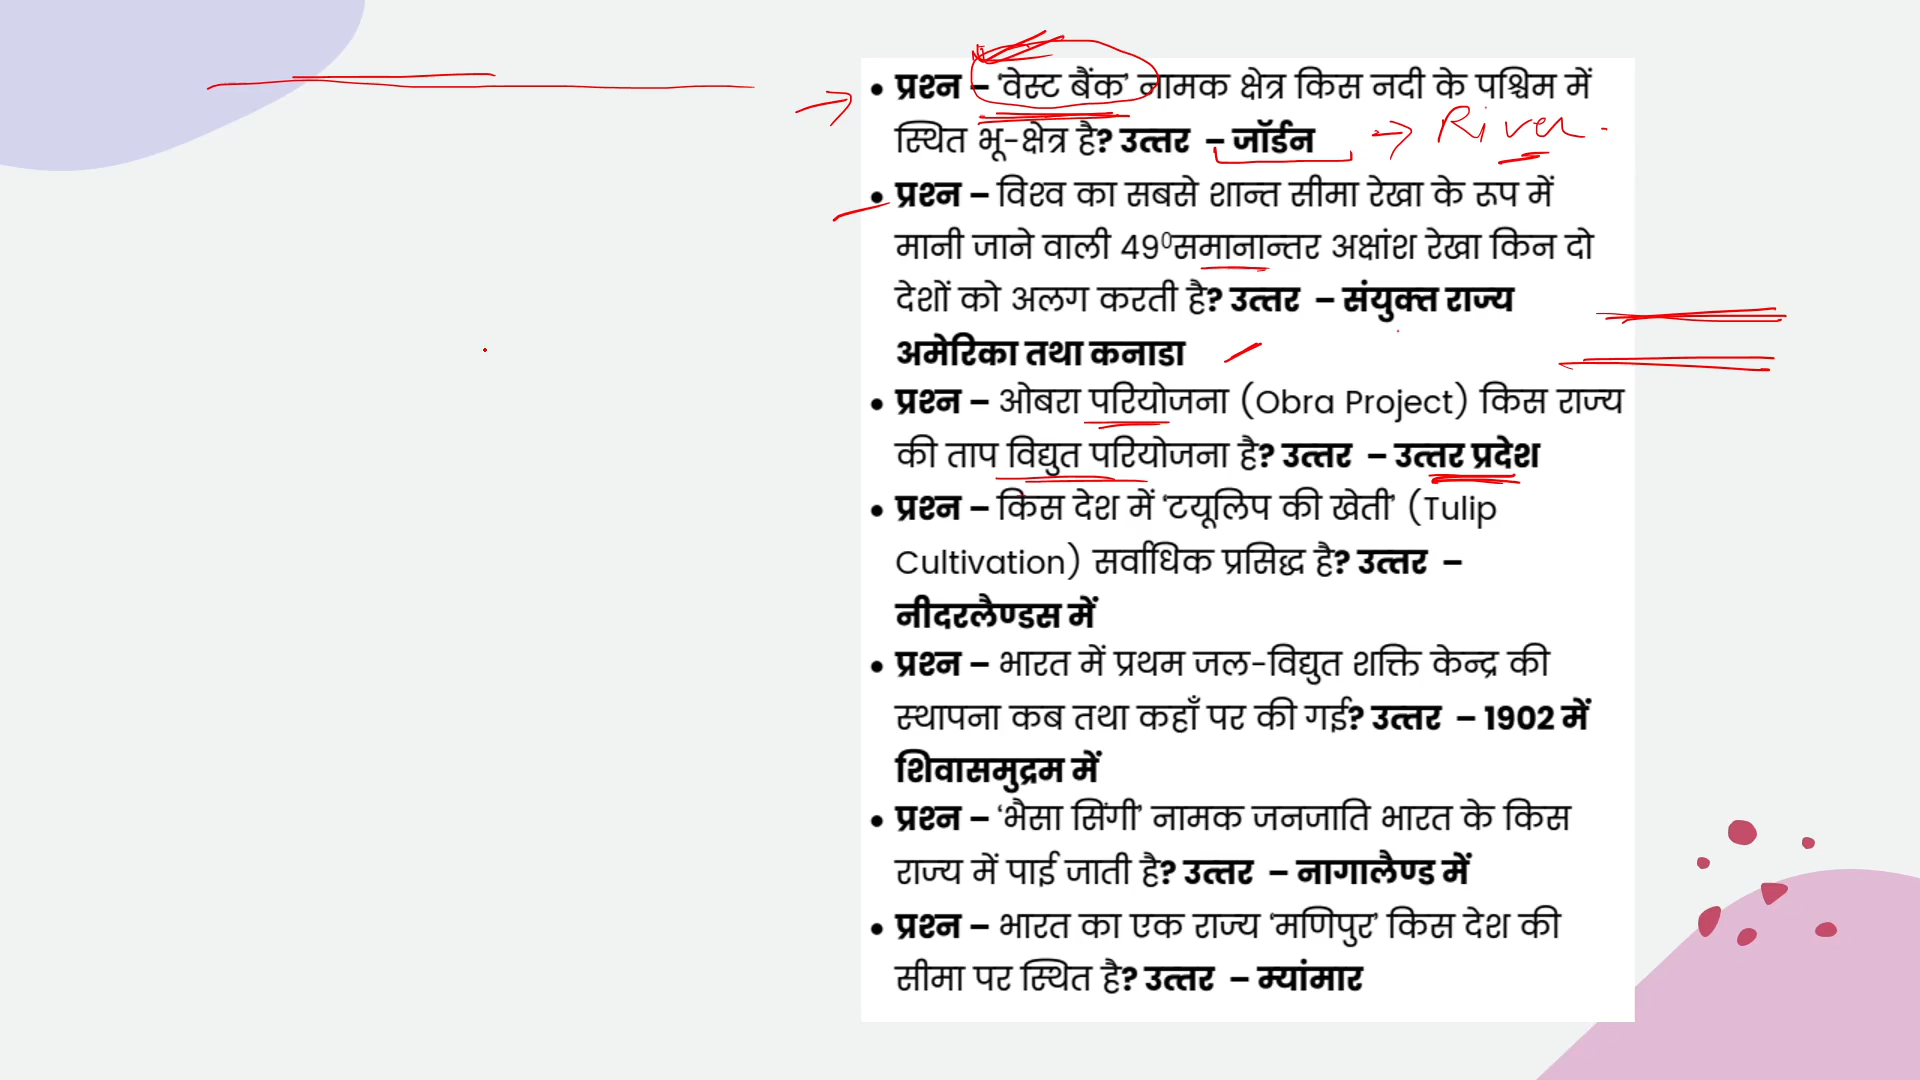 • प्रश्न – ‘वेस्ट बैंक’ नामक क्षेत्र किस नदी के पश्चिम में
स्थित भू-क्षेत्र है? उत्तर – जॉर्डन → River
• प्रश्न – विश्व का सबसे शान्त सीमा रेखा के रूप में
मानी जाने वाली 49⁰समानान्तर अक्षांश रेखा किन दो
देशों को अलग करती है? उत्तर – संयुक्त राज्य
अमेरिका तथा कनाडा
• प्रश्न – ओबरा परियोजना (Obra Project) किस राज्य
की ताप विद्युत परियोजना है? उत्तर – उत्तर प्रदेश
• प्रश्न – किस देश में ‘टयूलिप की खेती’ (Tulip
Cultivation) सर्वाधिक प्रसिद्ध है? उत्तर –
नीदरलैण्डस में
• प्रश्न – भारत में प्रथम जल-विद्युत शक्ति केन्द्र की
स्थापना कब तथा कहाँ पर की गई? उत्तर – 1902 में
शिवासमुद्रम में
• प्रश्न – ‘भैसा सिंगी’ नामक जनजाति भारत के किस
राज्य में पाई जाती है? उत्तर – नागालैण्ड में
• प्रश्न – भारत का एक राज्य ‘मणिपुर’ किस देश की
सीमा पर स्थित है? उत्तर – म्यांमार